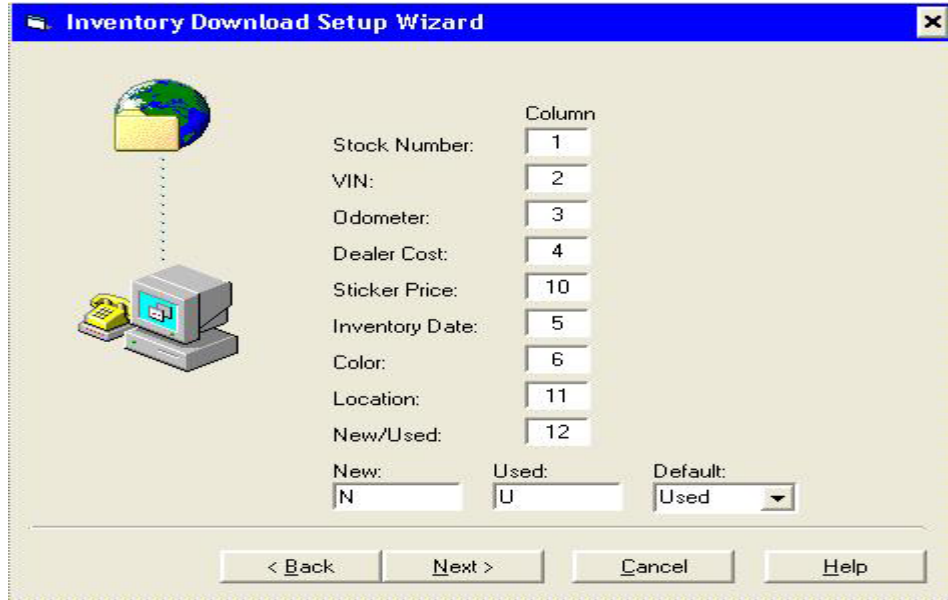 Inventory Download Setup Wizard
Column
Stock Number: 1
VIN: 2
Odometer: 3
Dealer Cost: 4
Sticker Price: 10
Inventory Date: 5
Color: 6
Location: 11
New/Used: 12
New: Used: Default:
N U Used
< Back Next > Cancel Help